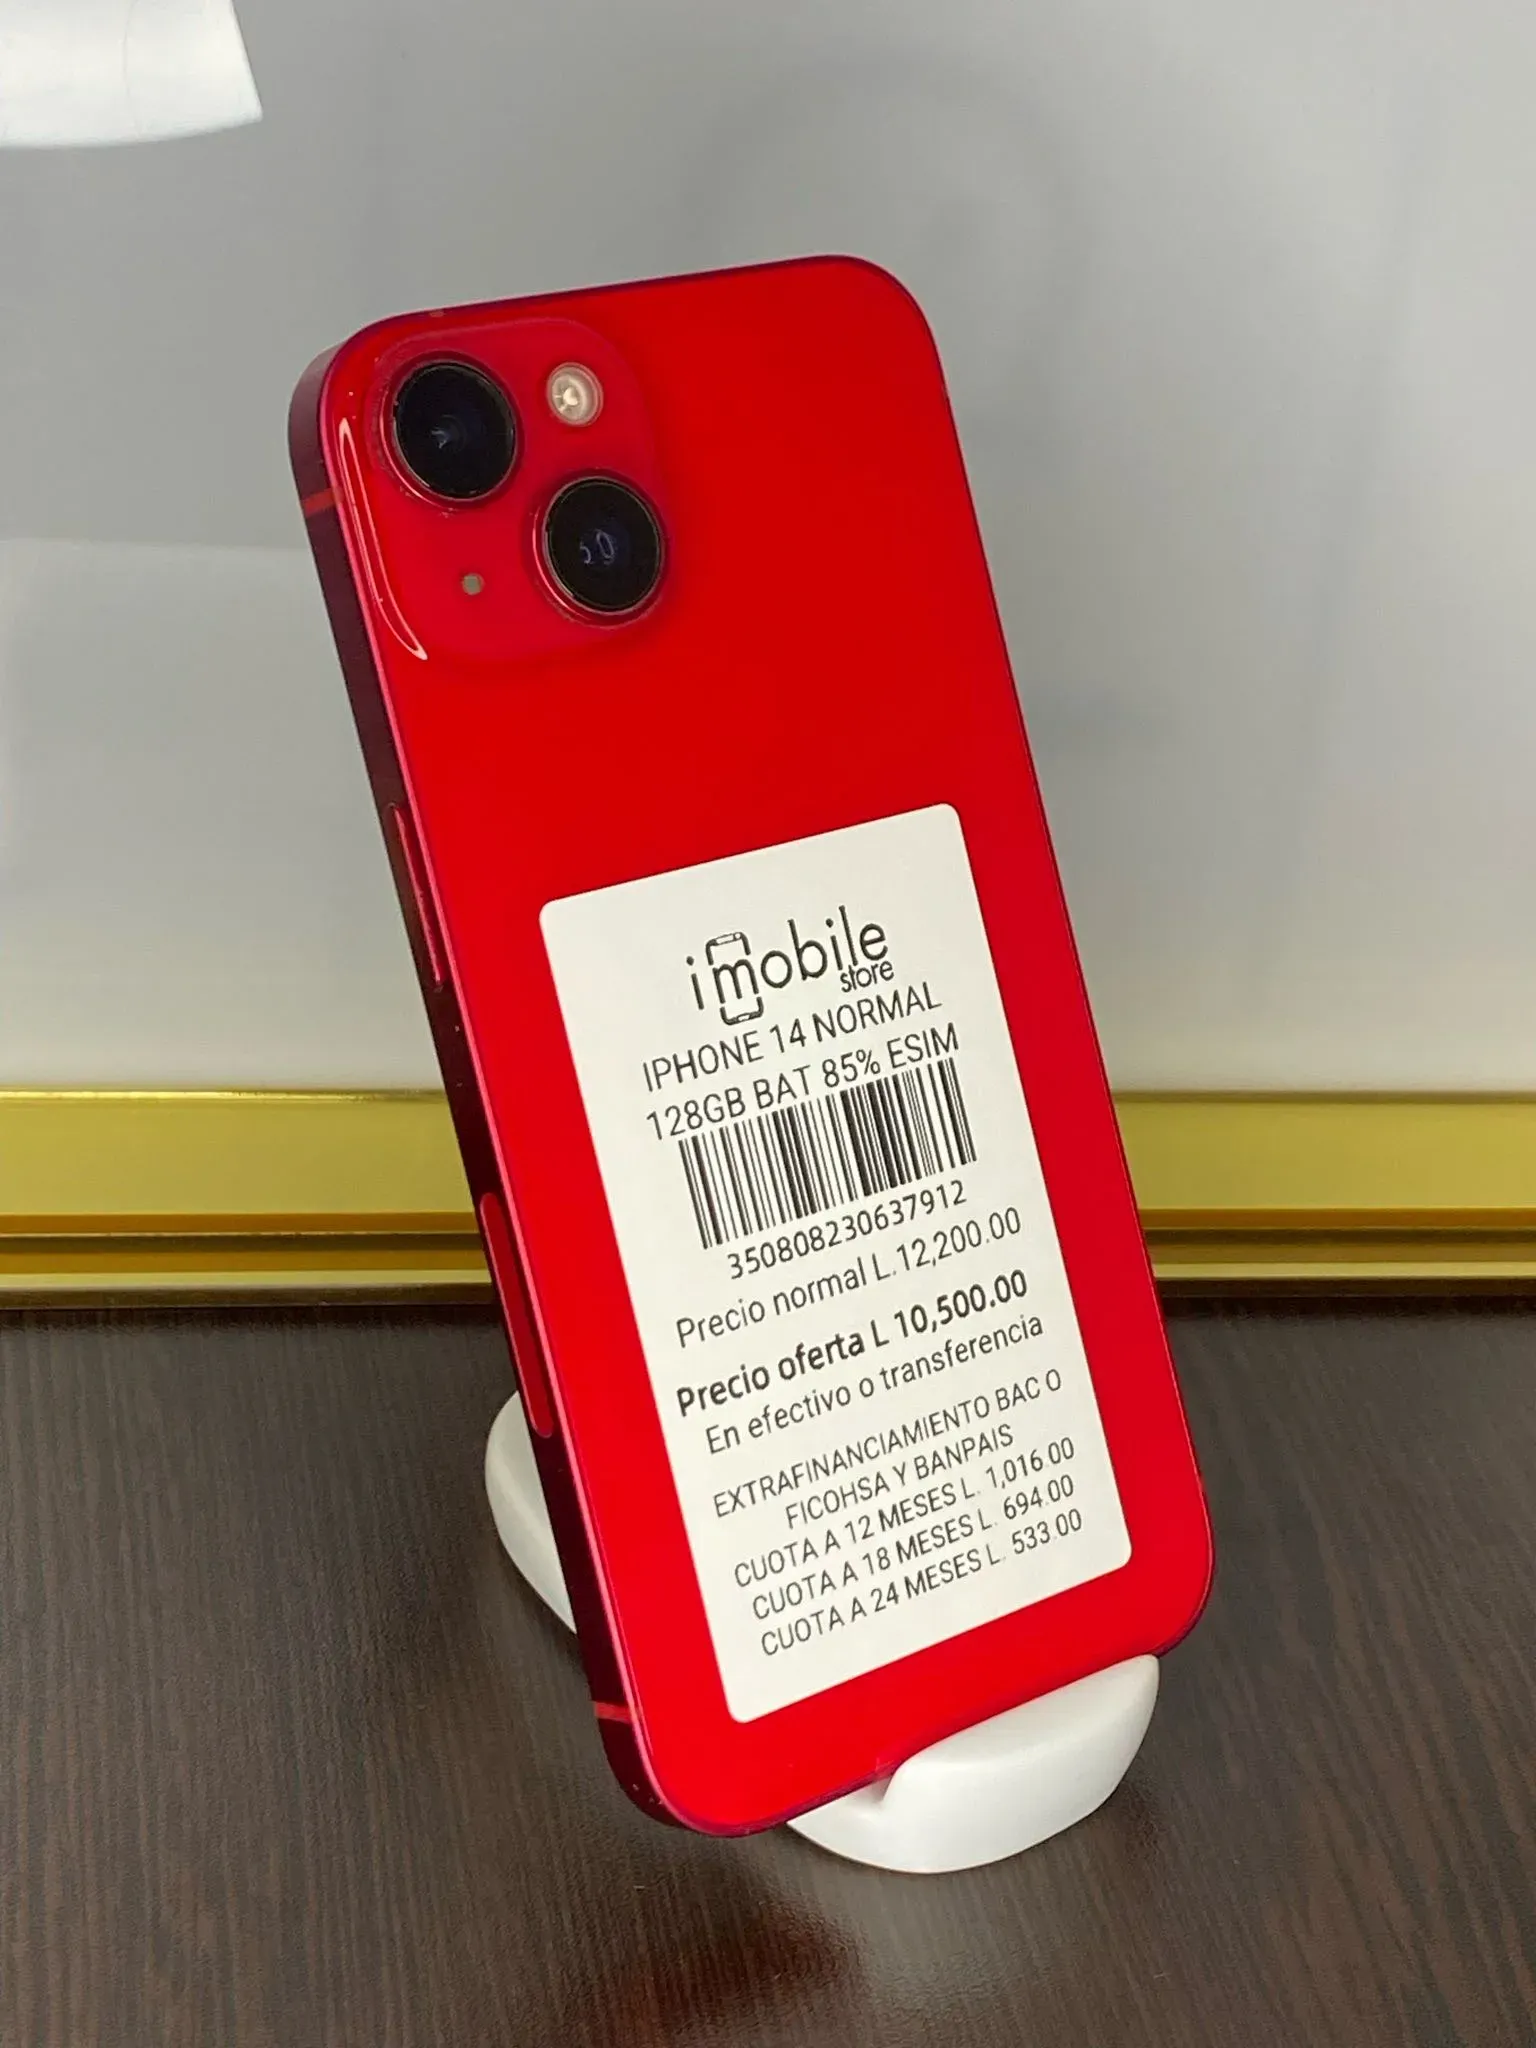 imobile
store
IPHONE 14 NORMAL
128GB BAT 85% ESIM
350808230637912
Precio normal L.12,200.00
Precio oferta L 10,500.00
En efectivo o transferencia
EXTRAFINANCIAMIENTO BAC O
FICOHSA Y BANPAIS
CUOTA A 12 MESES L. 1,016.00
CUOTA A 18 MESES L. 694.00
CUOTA A 24 MESES L. 533.00